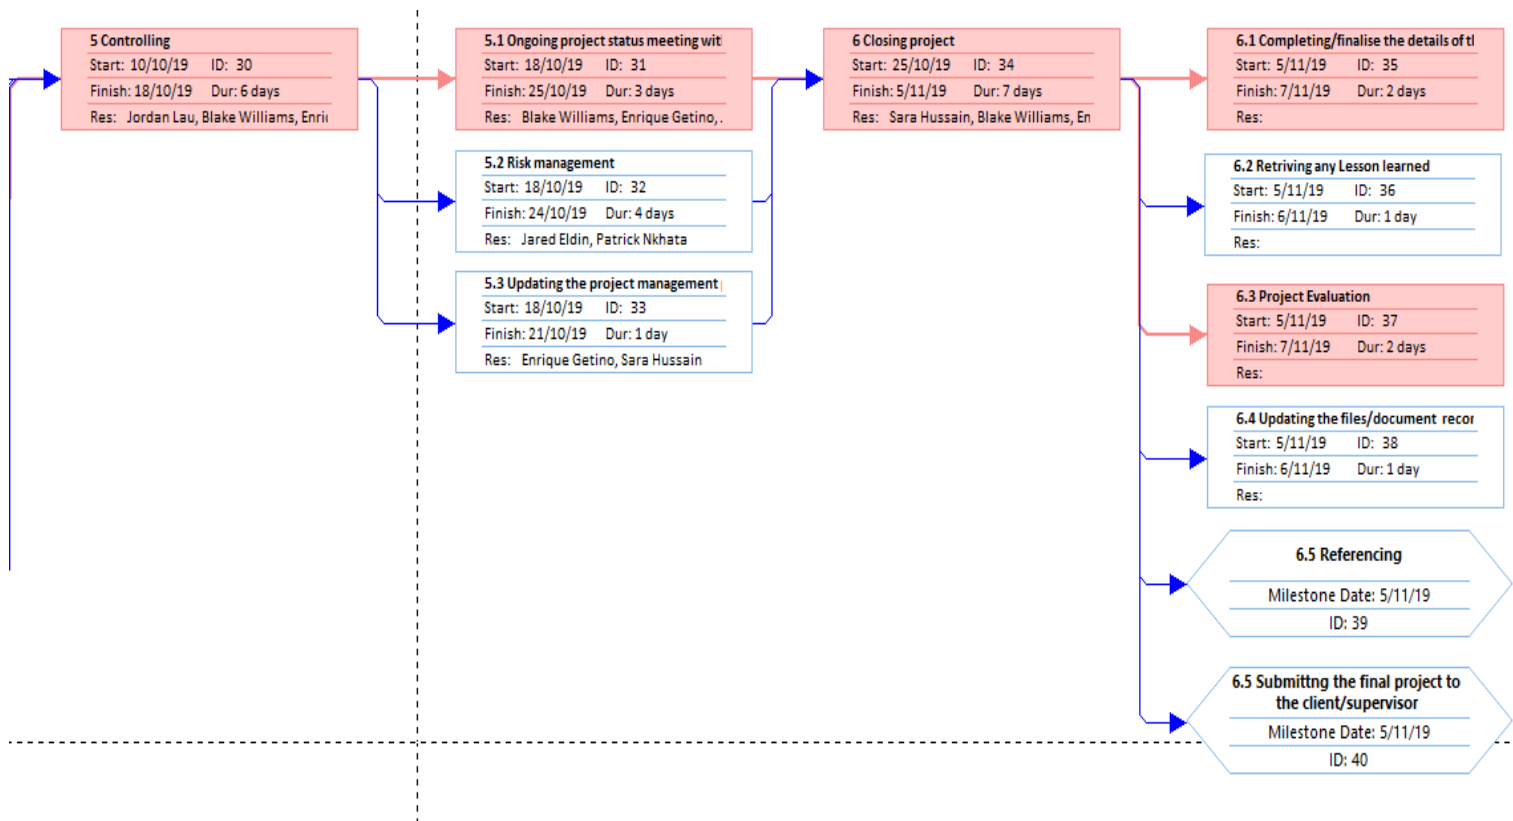 5 Controlling
Start: 10/10/19 ID: 30
Finish: 18/10/19 Dur: 6 days
Res: Jordan Lau, Blake Williams, Enri
5.1 Ongoing project status meeting wit
Start: 18/10/19 ID: 31
Finish: 25/10/19 Dur: 3 days
Res: Blake Williams, Enrique Getino, .
5.2 Risk management
Start: 18/10/19 ID: 32
Finish: 24/10/19 Dur: 4 days
Res: Jared Eldin, Patrick Nkhata
5.3 Updating the project management
Start: 18/10/19 ID: 33
Finish: 21/10/19 Dur: 1 day
Res: Enrique Getino, Sara Hussain
6 Closing project
Start: 25/10/19 ID: 34
Finish: 5/11/19 Dur: 7 days
Res: Sara Hussain, Blake Williams, En
6.1 Completing/finalise the details of tl
Start: 5/11/19 ID: 35
Finish: 7/11/19 Dur: 2 days
Res:
6.2 Retriving any Lesson learned
Start: 5/11/19 ID: 36
Finish: 6/11/19 Dur: 1 day
Res:
6.3 Project Evaluation
Start: 5/11/19 ID: 37
Finish: 7/11/19 Dur: 2 days
Res:
6.4 Updating the files/document recor
Start: 5/11/19 ID: 38
Finish: 6/11/19 Dur: 1 day
Res:
6.5 Referencing
Milestone Date: 5/11/19
ID: 39
6.5 Submittng the final project to
the client/supervisor
Milestone Date: 5/11/19
ID: 40